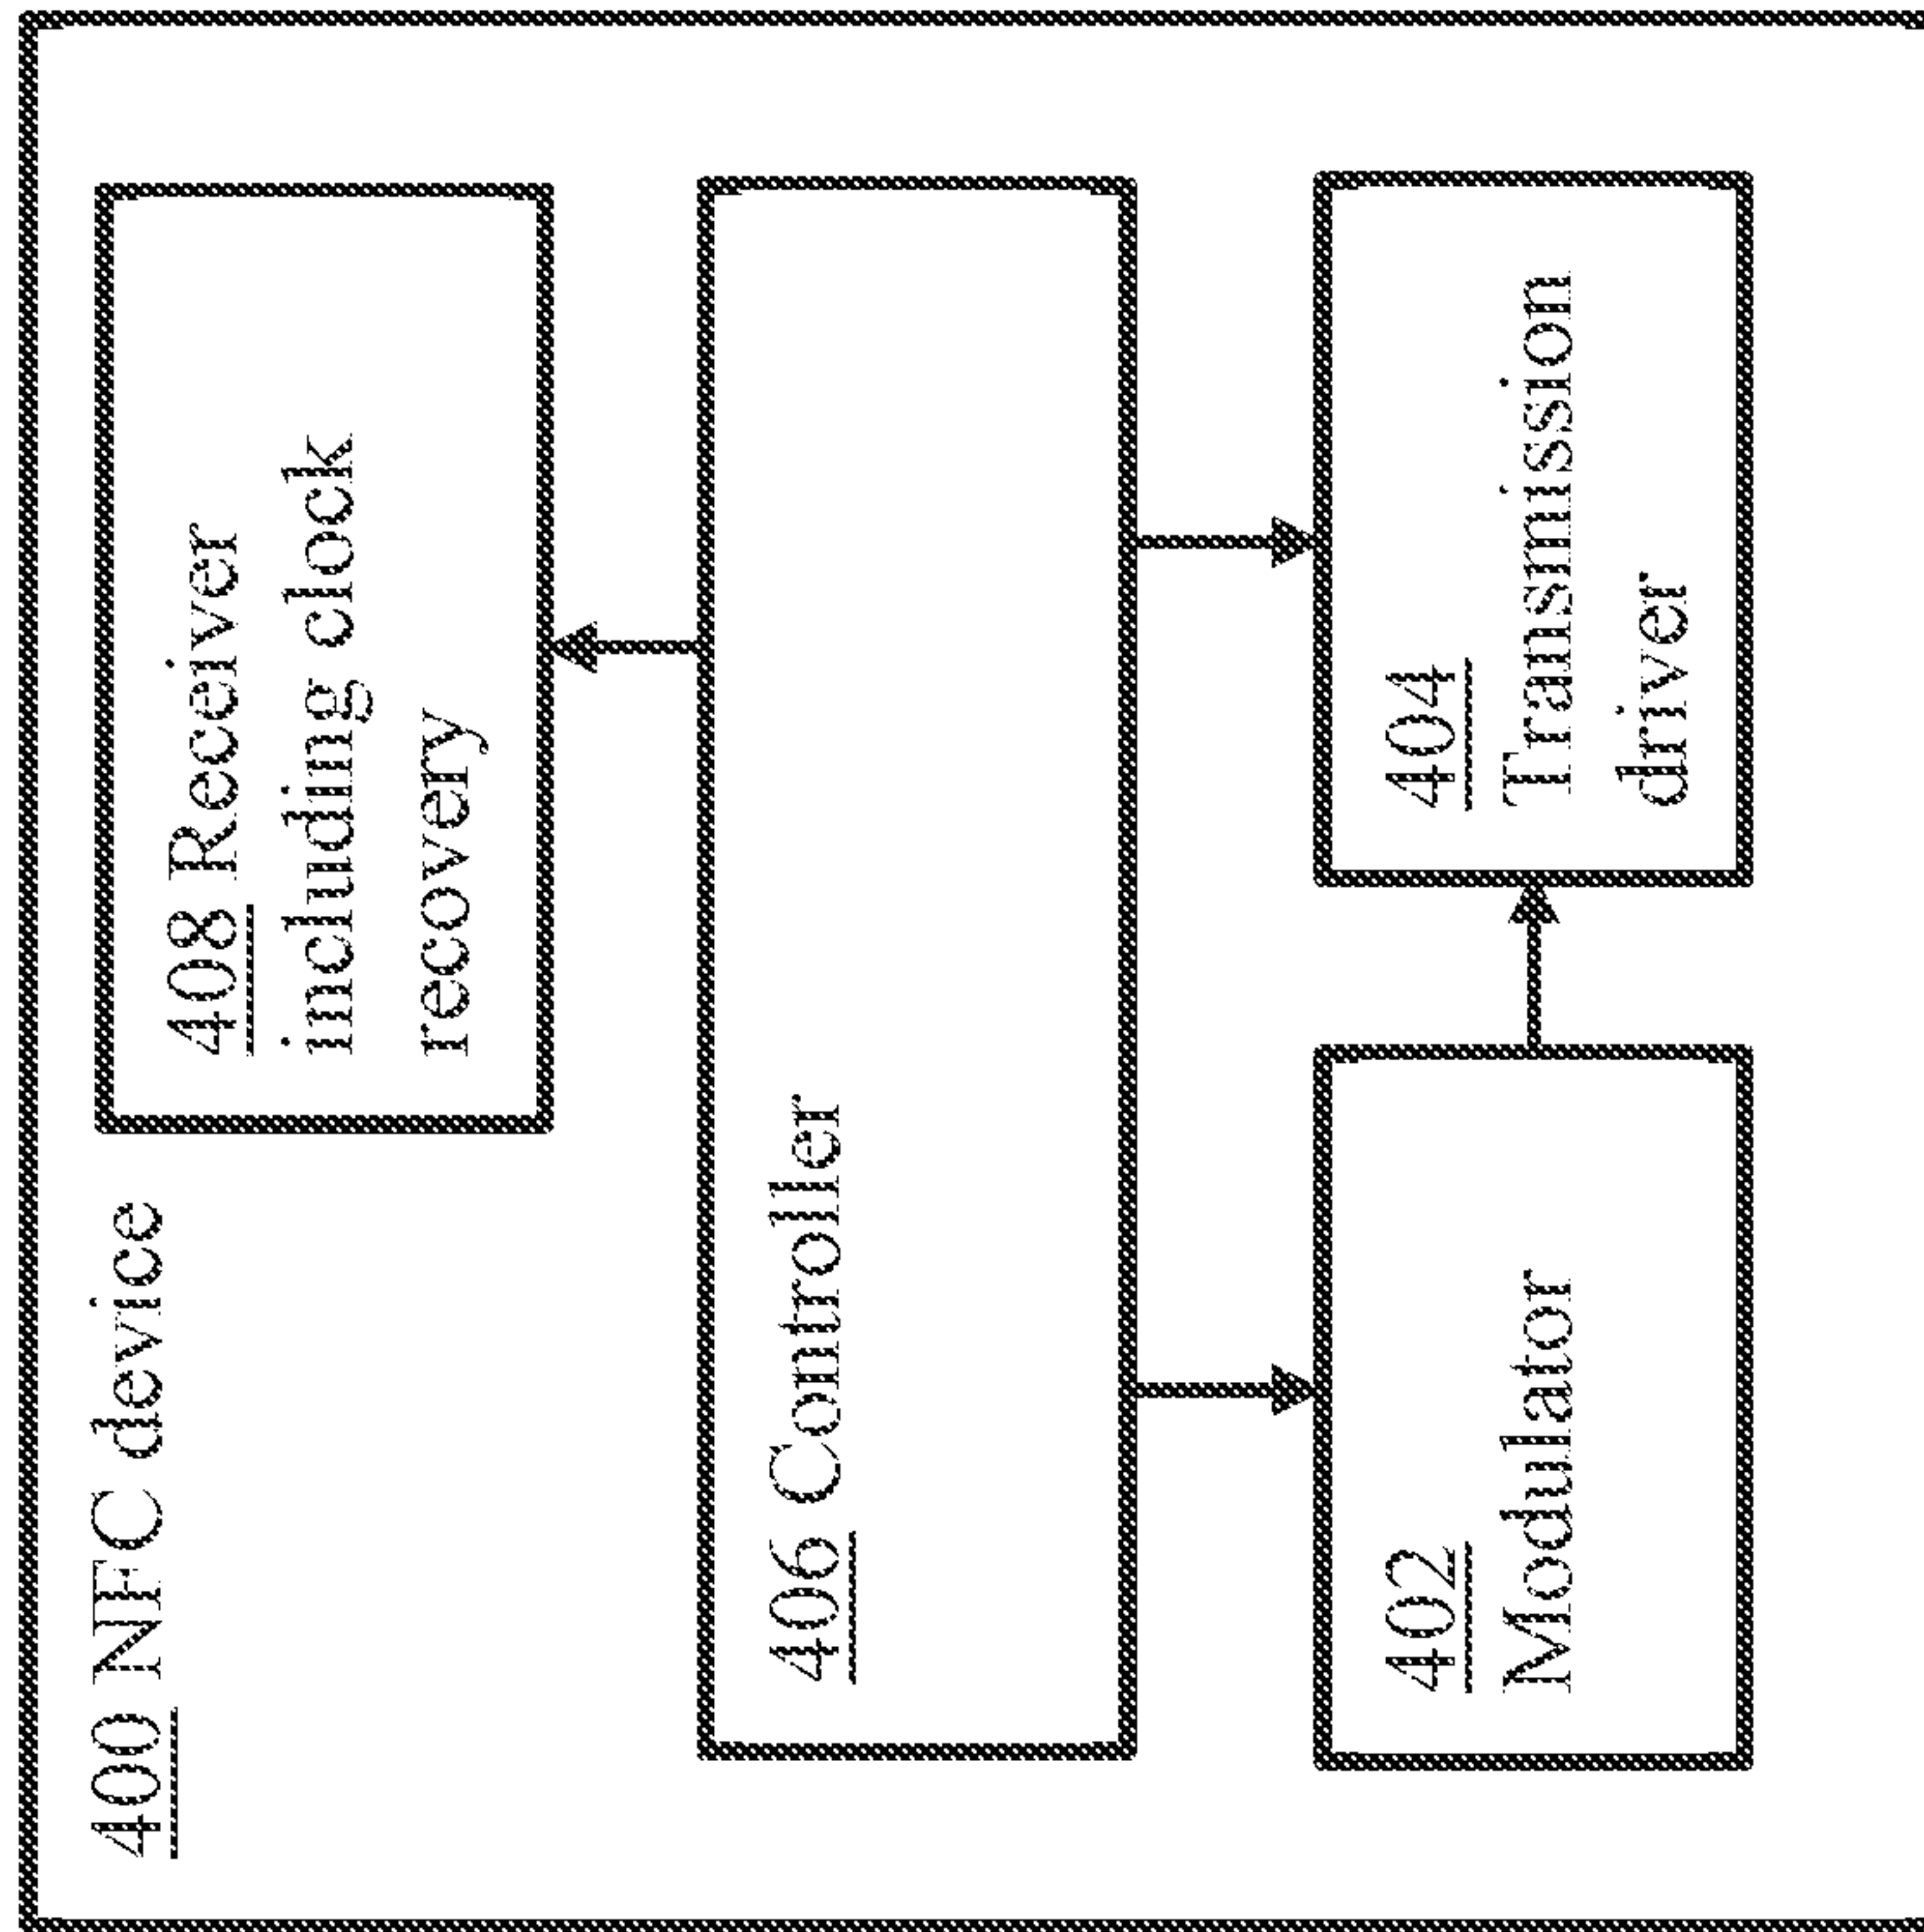 400 NFC device
408 Receiver
including clock
recovery
406 Controller
402
Modulator
404
Transmission
driver